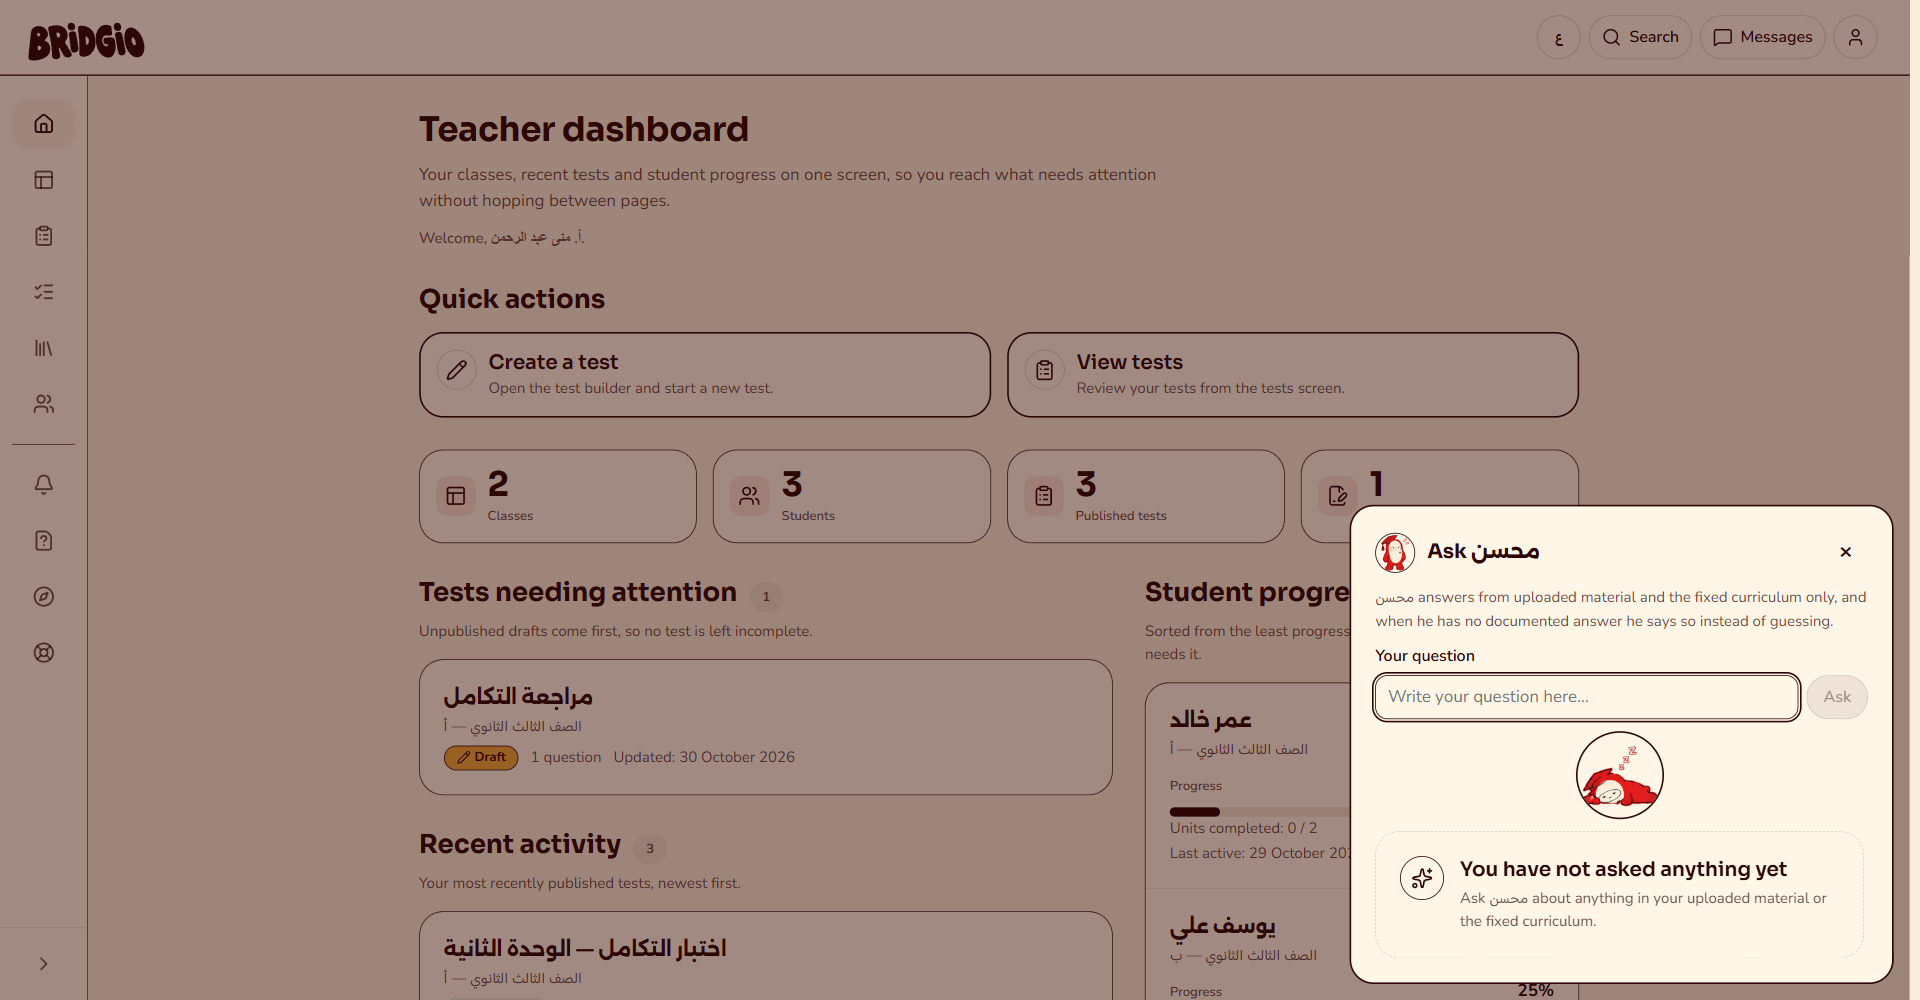 BRiDGiO
ع
Search
Messages
Teacher dashboard
Your classes, recent tests and student progress on one screen, so you reach what needs attention
without hopping between pages.
Welcome, أ. منى عبد الرحمن.
Quick actions
Create a test
Open the test builder and start a new test.
View tests
Review your tests from the tests screen.
2
Classes
3
Students
3
Published tests
1
Tests needing attention 1
Unpublished drafts come first, so no test is left incomplete.
مراجعة التكامل
الصف الثالث الثانوي — أ
Draft 1 question Updated: 30 October 2026
Recent activity 3
Your most recently published tests, newest first.
اختبار التكامل — الوحدة الثانية
الصف الثالث الثانوي — أ
Student progre
Sorted from the least progress
needs it.
عمر خالد
الصف الثالث الثانوي — أ
Progress
Units completed: 0 / 2
Last active: 29 October 202
يوسف علي
الصف الثالث الثانوي — ب
Progress 25%
Ask محسن
محسن answers from uploaded material and the fixed curriculum only, and
when he has no documented answer he says so instead of guessing.
Your question
Write your question here...
Ask
You have not asked anything yet
Ask محسن about anything in your uploaded material or
the fixed curriculum.